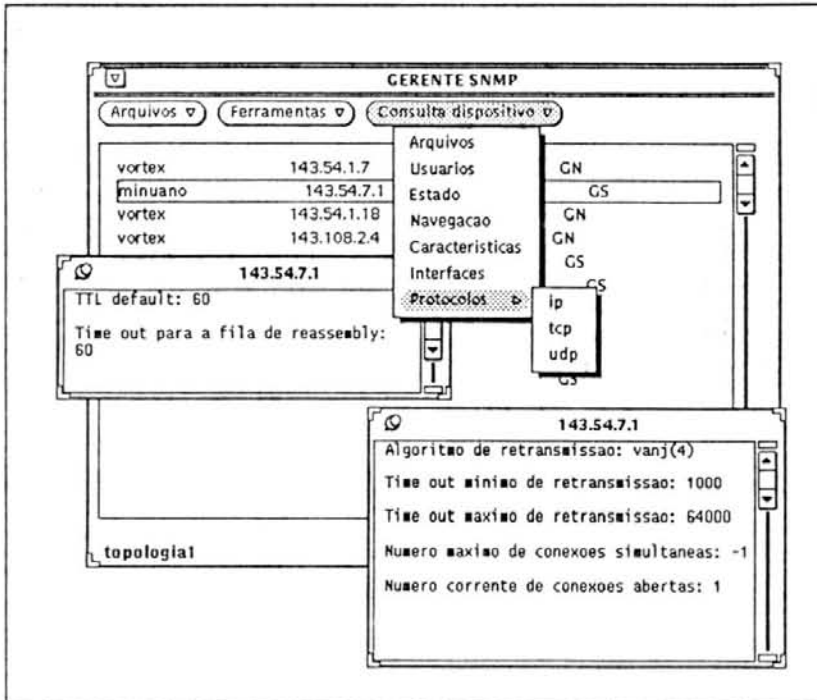 GERENTE SNMP
Arquivos Ferramentas Consulta dispositivo
Arquivos
Usuarios
Estado
Navegacao
Caracteristicas
Interfaces
Protocolos
ip
tcp
udp
vortex 143.54.1.7 GN
minuano 143.54.7.1 GS
vortex 143.54.1.18 GN
vortex 143.108.2.4 GN
GS
GS
GS
143.54.7.1
TTL default: 60
Time out para a fila de reassembly:
60
143.54.7.1
Algoritmo de retransmissao: vanj(4)
Time out minimo de retransmissao: 1000
Time out maximo de retransmissao: 64000
Numero maximo de conexoes simultaneas: -1
Numero corrente de conexoes abertas: 1
topologia1